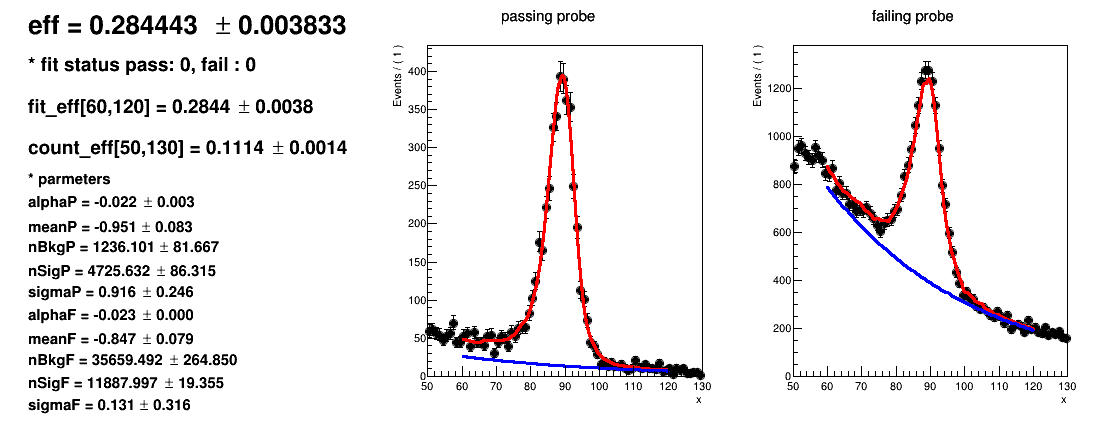 eff = 0.284443 ± 0.003833
* fit status pass: 0, fail : 0
fit_eff[60,120] = 0.2844 ± 0.0038
count_eff[50,130] = 0.1114 ± 0.0014
* parmeters
alphaP = -0.022 ± 0.003
meanP = -0.951 ± 0.083
nBkgP = 1236.101 ± 81.667
nSigP = 4725.632 ± 86.315
sigmaP = 0.916 ± 0.246
alphaF = -0.023 ± 0.000
meanF = -0.847 ± 0.079
nBkgF = 35659.492 ± 264.850
nSigF = 11887.997 ± 19.355
sigmaF = 0.131 ± 0.316
passing probe
Events / ( 1 )
400
350
300
250
200
150
100
50
0
50 60 70 80 90 100 110 120 130
x
failing probe
Events / ( 1 )
1200
1000
800
600
400
200
0
50 60 70 80 90 100 110 120 130
x